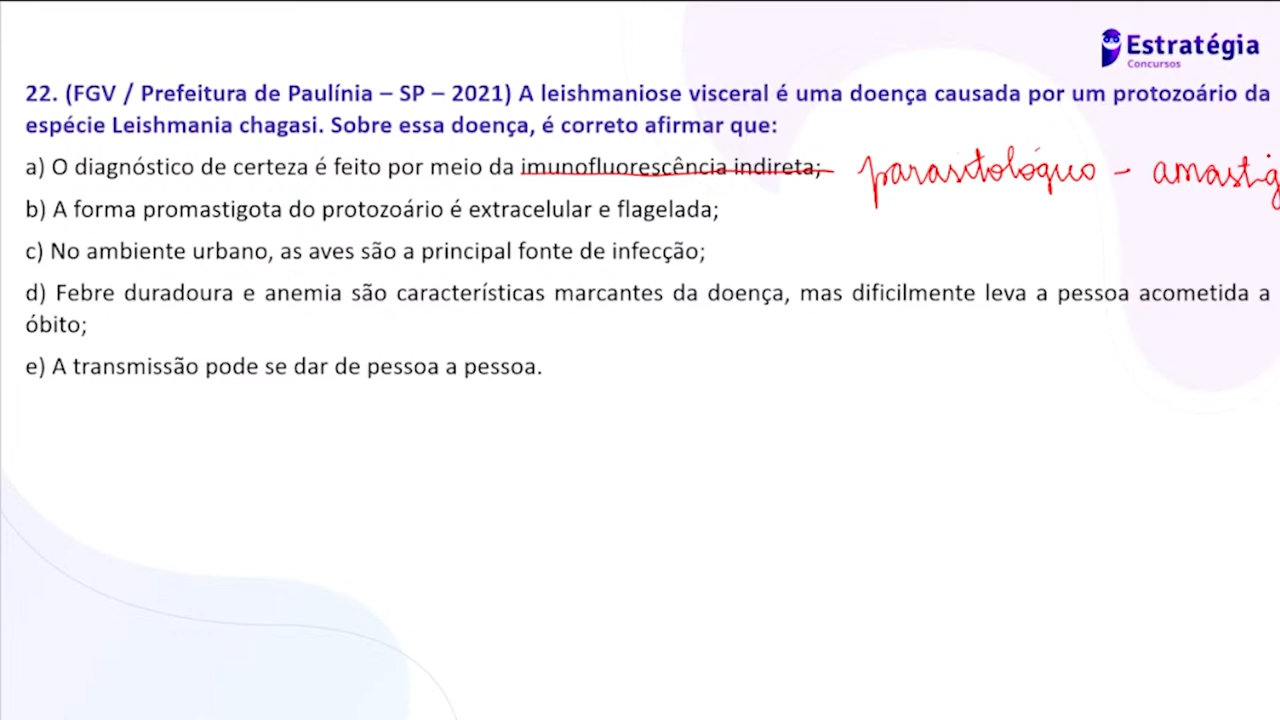 Estratégia
Concursos
22. (FGV / Prefeitura de Paulínia – SP – 2021) A leishmaniose visceral é uma doença causada por um protozoário da
espécie Leishmania chagasi. Sobre essa doença, é correto afirmar que:
a) O diagnóstico de certeza é feito por meio da imunofluorescência indireta; parasitológico - amastig
b) A forma promastigota do protozoário é extracelular e flagelada;
c) No ambiente urbano, as aves são a principal fonte de infecção;
d) Febre duradoura e anemia são características marcantes da doença, mas dificilmente leva a pessoa acometida a
óbito;
e) A transmissão pode se dar de pessoa a pessoa.